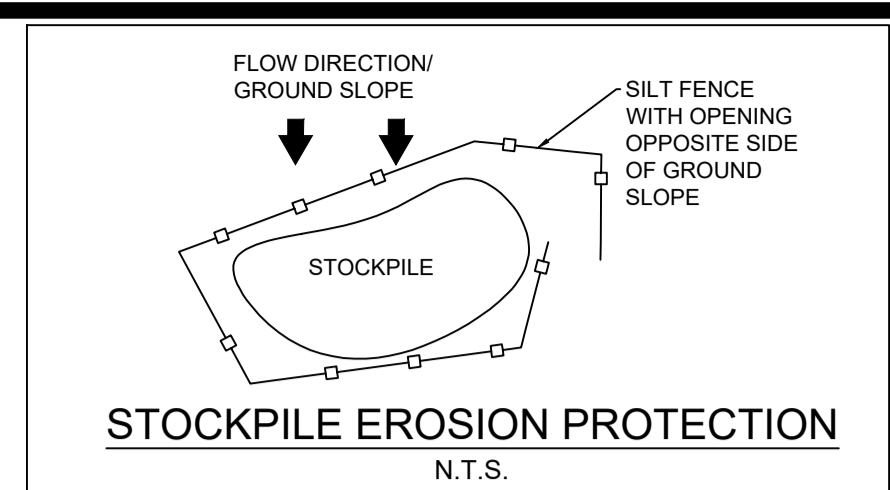 FLOW DIRECTION/
GROUND SLOPE
SILT FENCE
WITH OPENING
OPPOSITE SIDE
OF GROUND
SLOPE
STOCKPILE
STOCKPILE EROSION PROTECTION
N.T.S.